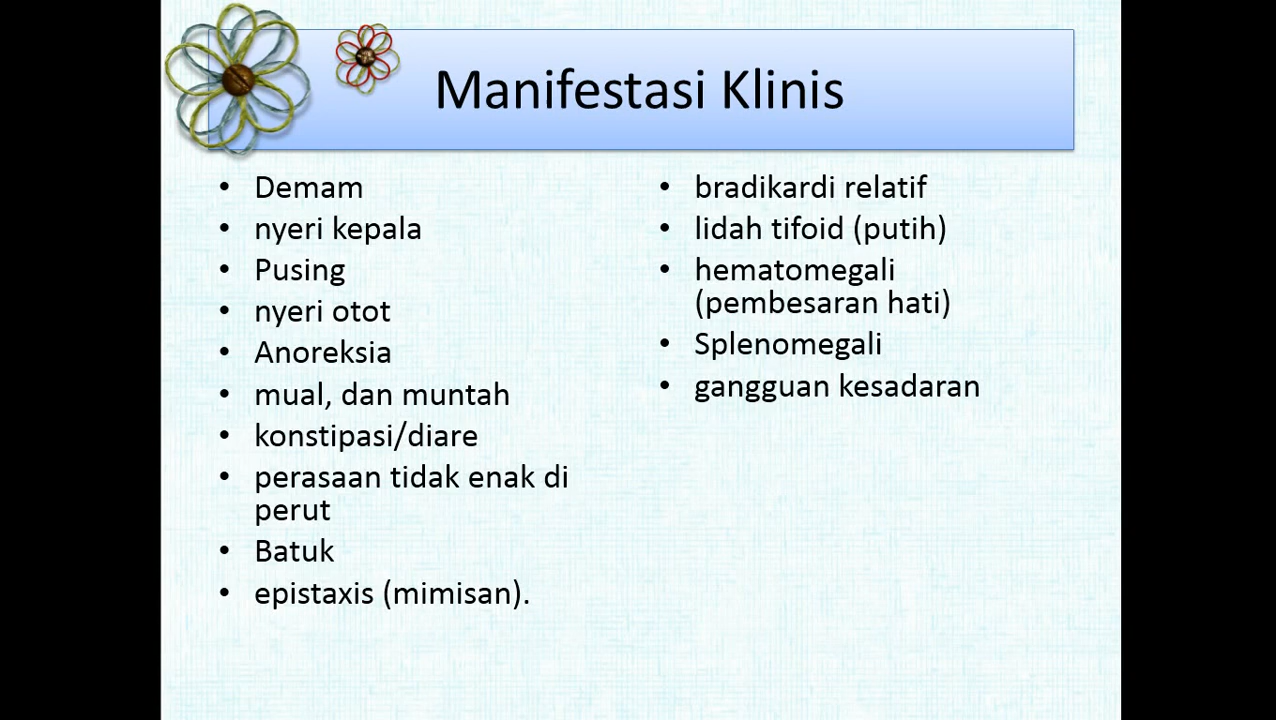 Manifestasi Klinis
• Demam
• nyeri kepala
• Pusing
• nyeri otot
• Anoreksia
• mual, dan muntah
• konstipasi/diare
• perasaan tidak enak di
perut
• Batuk
• epistaxis (mimisan).
• bradikardi relatif
• lidah tifoid (putih)
• hematomegali
(pembesaran hati)
• Splenomegali
• gangguan kesadaran